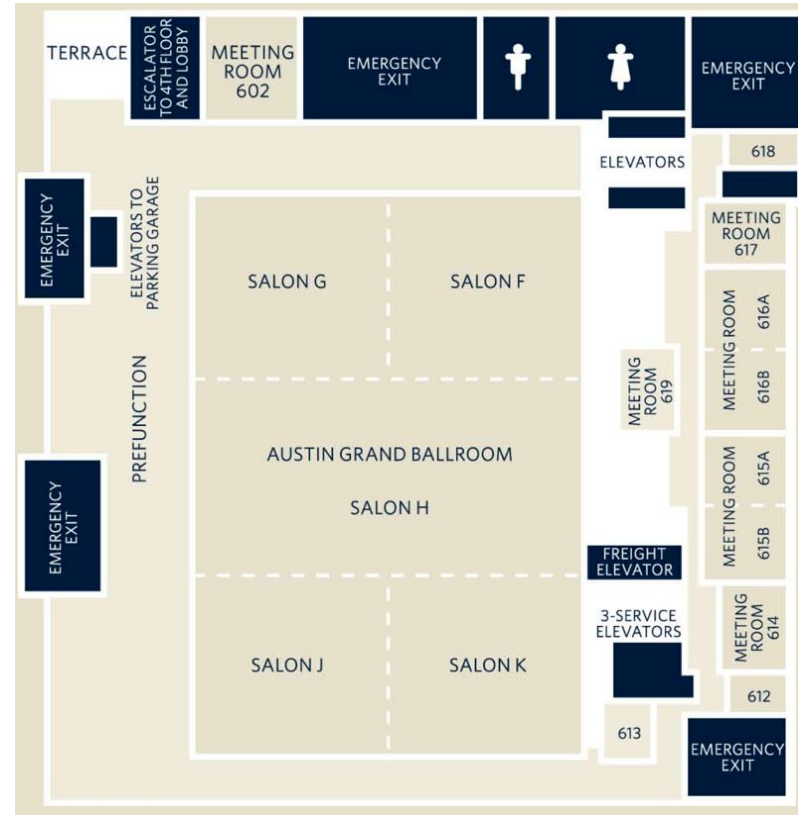 TERRACE
ESCALATOR
TO 4TH FLOOR
AND LOBBY
MEETING
ROOM
602
EMERGENCY
EXIT
EMERGENCY
EXIT
ELEVATORS
618
EMERGENCY
EXIT
ELEVATORS TO
PARKING GARAGE
MEETING
ROOM
617
SALON G
SALON F
MEETING ROOM
616A
616B
MEETING
ROOM
619
PREFUNCTION
AUSTIN GRAND BALLROOM
SALON H
MEETING ROOM
615A
615B
EMERGENCY
EXIT
FREIGHT
ELEVATOR
3-SERVICE
ELEVATORS
MEETING
ROOM
614
SALON J
SALON K
612
613
EMERGENCY
EXIT